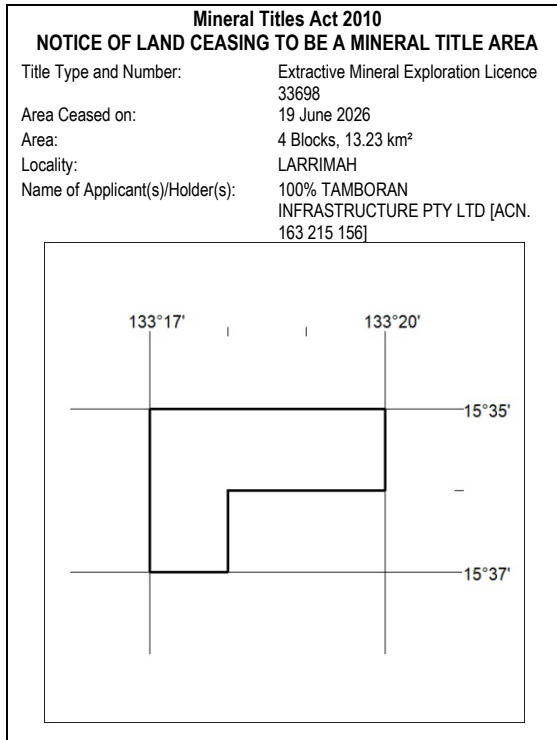 Mineral Titles Act 2010
NOTICE OF LAND CEASING TO BE A MINERAL TITLE AREA
Title Type and Number: Extractive Mineral Exploration Licence
33698
Area Ceased on: 19 June 2026
Area: 4 Blocks, 13.23 km²
Locality: LARRIMAH
Name of Applicant(s)/Holder(s): 100% TAMBORAN
INFRASTRUCTURE PTY LTD [ACN.
163 215 156]
133°17' 133°20'
15°35'
15°37'